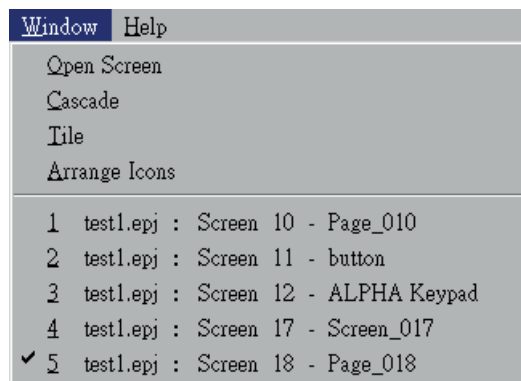 Window Help
Open Screen
Cascade
Tile
Arrange Icons
1 test1.epj : Screen 10 - Page_010
2 test1.epj : Screen 11 - button
3 test1.epj : Screen 12 - ALPHA Keypad
4 test1.epj : Screen 17 - Screen_017
✔ 5 test1.epj : Screen 18 - Page_018